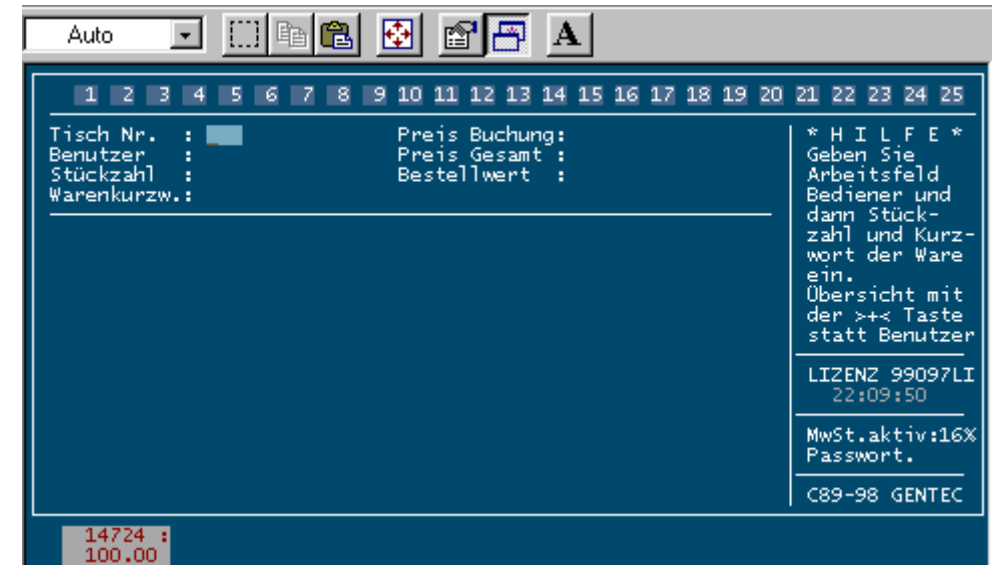 Auto
A
1 2 3 4 5 6 7 8 9 10 11 12 13 14 15 16 17 18 19 20 21 22 23 24 25
Tisch Nr. : Preis Buchung:
Benutzer : Preis Gesamt :
Stückzahl : Bestellwert :
Warenkurzw.:
* H I L F E *
Geben Sie
Arbeitsfeld
Bediener und
dann Stück-
zahl und Kurz-
wort der Ware
ein.
Übersicht mit
der >+< Taste
statt Benutzer
LIZENZ 99097LI
22:09:50
MwSt.aktiv:16%
Passwort.
C89-98 GENTEC
14724 :
100.00